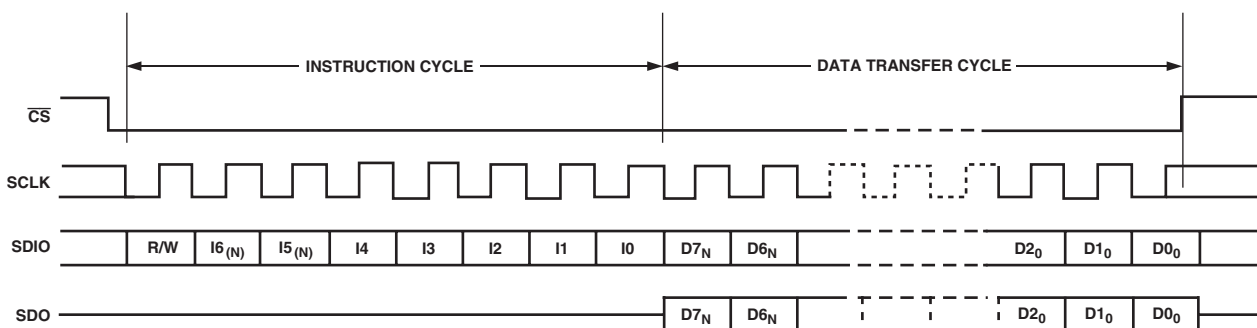 INSTRUCTION CYCLE DATA TRANSFER CYCLE
CS
SCLK
SDIO R/W I6(N) I5(N) I4 I3 I2 I1 I0 D7N D6N D20 D10 D00
SDO D7N D6N D20 D10 D00